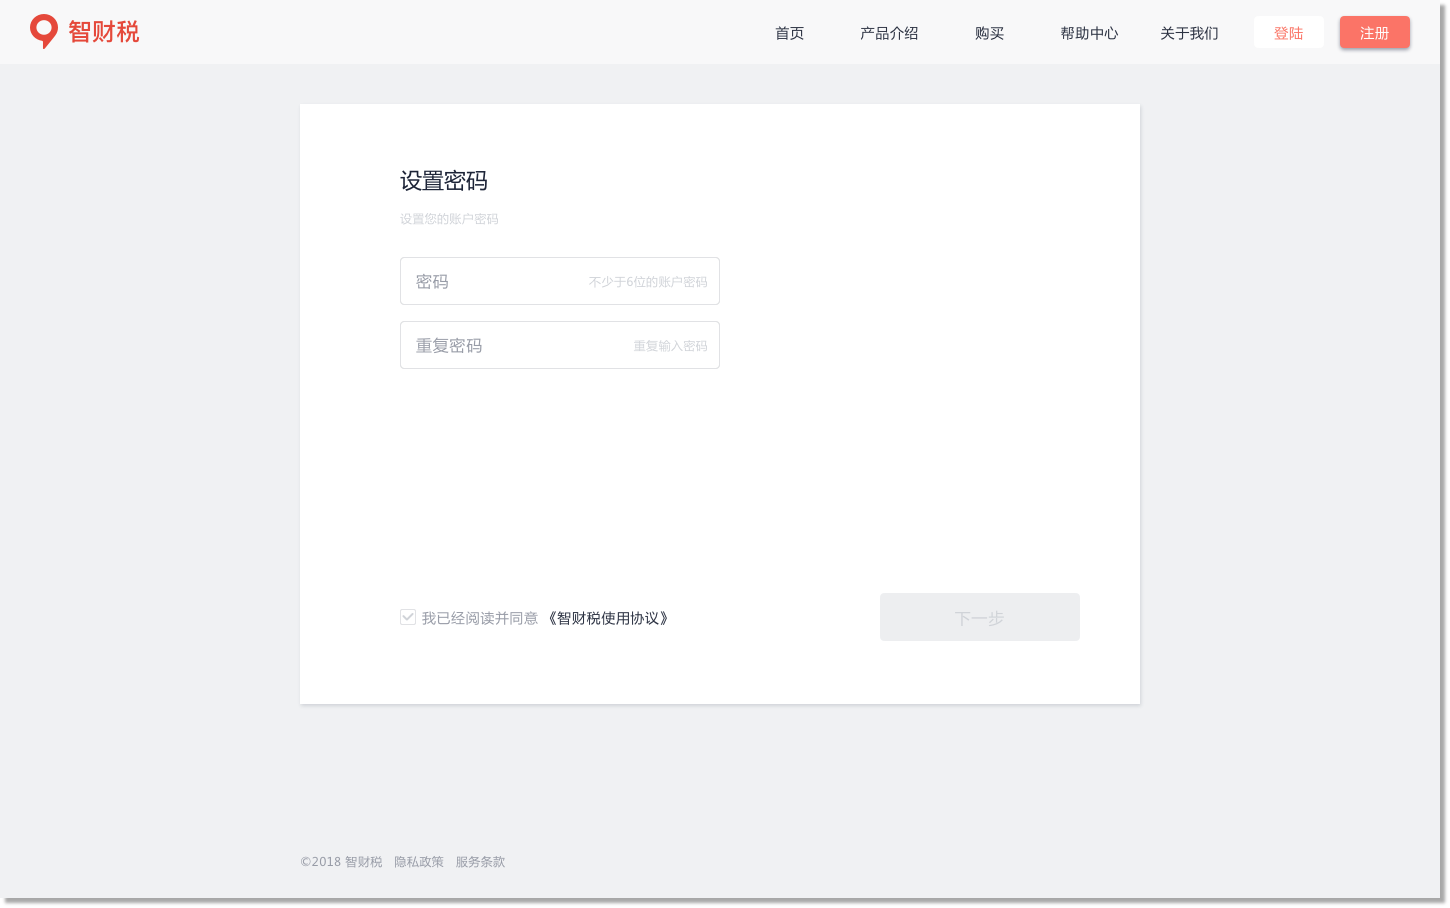 智财税 首页 产品介绍 购买 帮助中心 关于我们 登陆 注册
设置密码
设置您的账户密码
密码 不少于6位的账户密码
重复密码 重复输入密码
我已经阅读并同意 《智财税使用协议》 下一步
©2018 智财税 隐私政策 服务条款